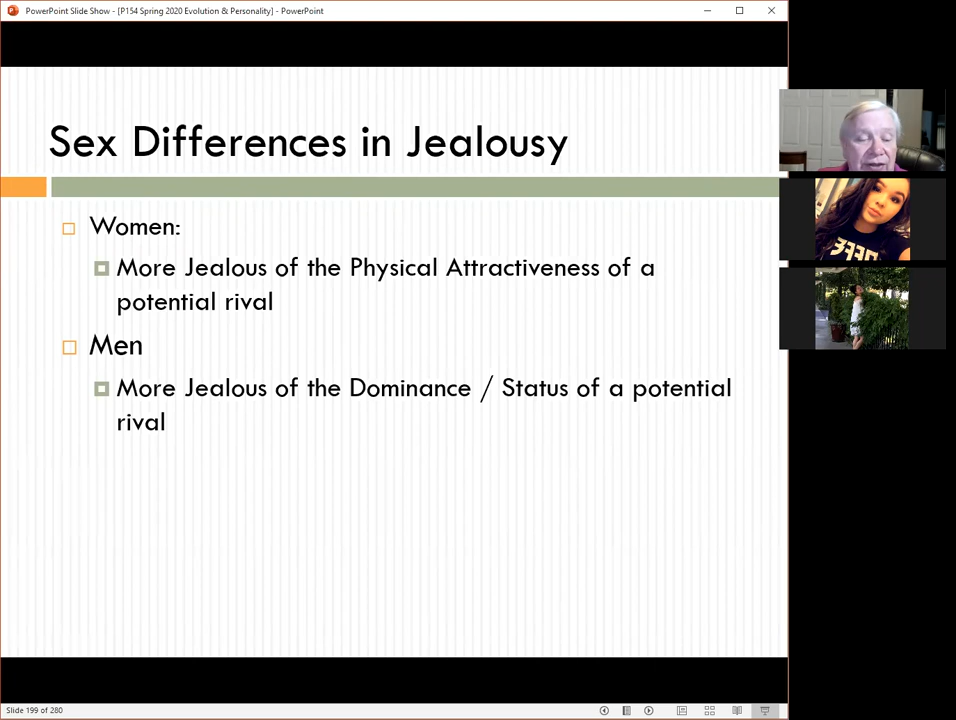 PowerPoint Slide Show - [P154 Spring 2020 Evolution & Personality] - PowerPoint
Sex Differences in Jealousy
Women:
More Jealous of the Physical Attractiveness of a
potential rival
Men
More Jealous of the Dominance / Status of a potential
rival
Slide 199 of 280